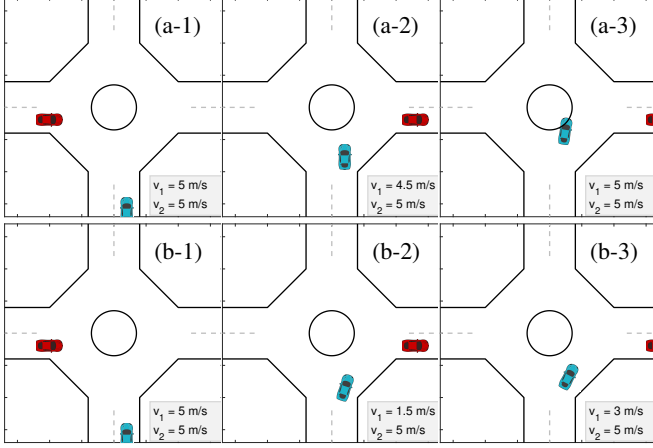 (a-1)
v1 = 5 m/s
v2 = 5 m/s
(a-2)
v1 = 4.5 m/s
v2 = 5 m/s
(a-3)
v1 = 5 m/s
v2 = 5 m/s
(b-1)
v1 = 5 m/s
v2 = 5 m/s
(b-2)
v1 = 1.5 m/s
v2 = 5 m/s
(b-3)
v1 = 3 m/s
v2 = 5 m/s